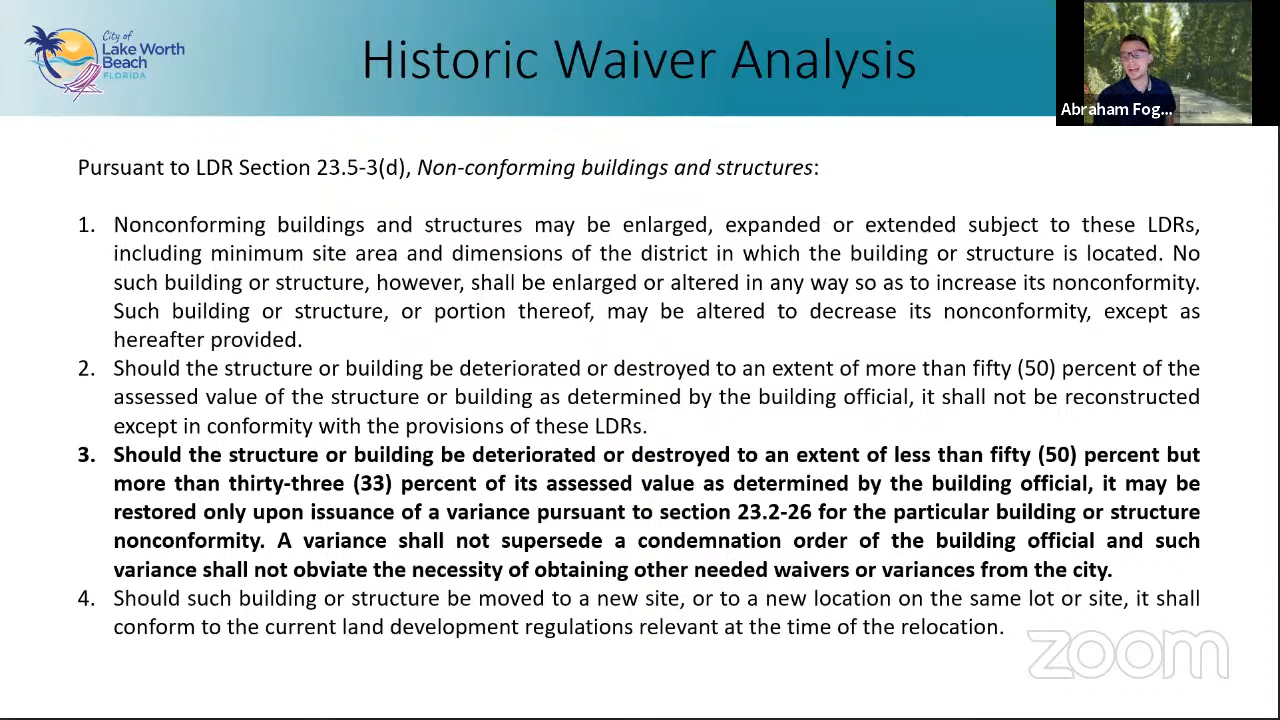 City of
Lake Worth
Beach
FLORIDA
Historic Waiver Analysis
Abraham Fog...
Pursuant to LDR Section 23.5-3(d), Non-conforming buildings and structures:
1. Nonconforming buildings and structures may be enlarged, expanded or extended subject to these LDRs,
including minimum site area and dimensions of the district in which the building or structure is located. No
such building or structure, however, shall be enlarged or altered in any way so as to increase its nonconformity.
Such building or structure, or portion thereof, may be altered to decrease its nonconformity, except as
hereafter provided.
2. Should the structure or building be deteriorated or destroyed to an extent of more than fifty (50) percent of the
assessed value of the structure or building as determined by the building official, it shall not be reconstructed
except in conformity with the provisions of these LDRs.
3. Should the structure or building be deteriorated or destroyed to an extent of less than fifty (50) percent but
more than thirty-three (33) percent of its assessed value as determined by the building official, it may be
restored only upon issuance of a variance pursuant to section 23.2-26 for the particular building or structure
nonconformity. A variance shall not supersede a condemnation order of the building official and such
variance shall not obviate the necessity of obtaining other needed waivers or variances from the city.
4. Should such building or structure be moved to a new site, or to a new location on the same lot or site, it shall
conform to the current land development regulations relevant at the time of the relocation.
zoom